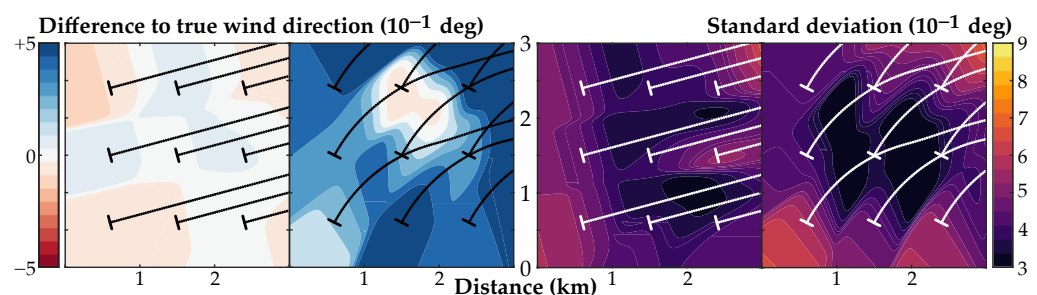 Difference to true wind direction (10⁻¹ deg) Standard deviation (10⁻¹ deg)
+5 3 9
8
2 7
0 6
1 5
4
−5 0 3
1 2 1 2 1 2 1 2
Distance (km)